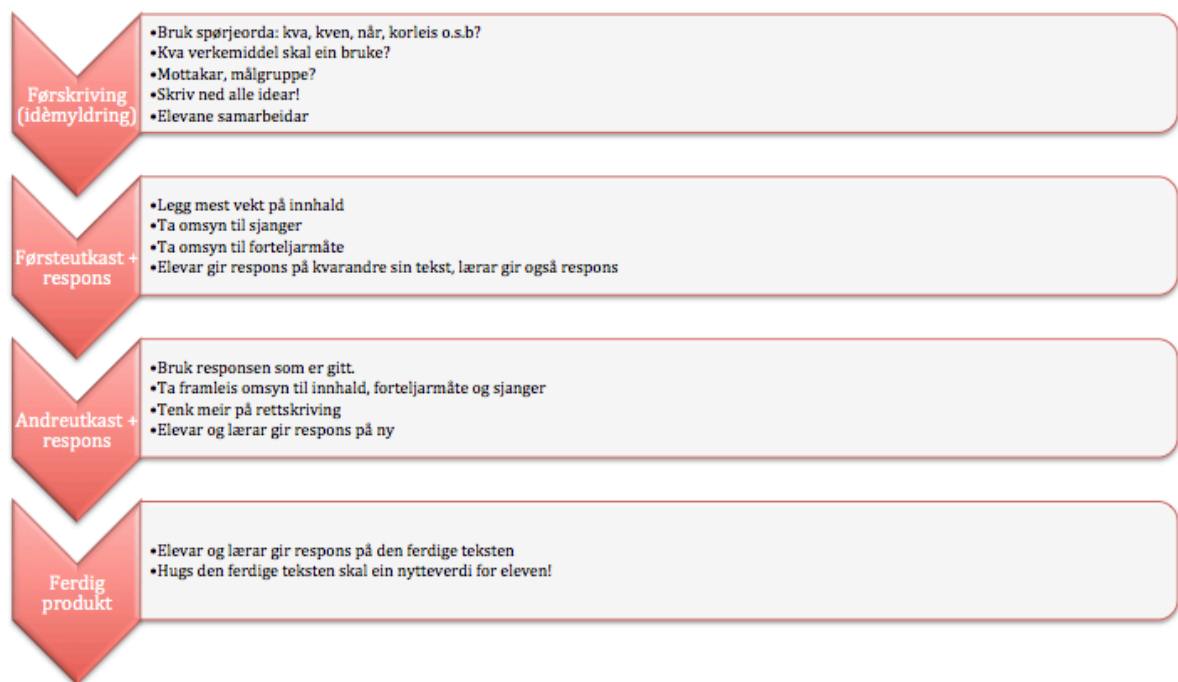 Førskriving
(idèmyldring)
•Bruk spørjeorda: kva, kven, når, korleis o.s.b?
•Kva verkemiddel skal ein bruke?
•Mottakar, målgruppe?
•Skriv ned alle idear!
•Elevane samarbeidar
Førsteutkast +
respons
•Legg mest vekt på innhald
•Ta omsyn til sjanger
•Ta omsyn til forteljarmåte
•Elevar gir respons på kvarandre sin tekst, lærar gir også respons
Andreutkast +
respons
•Bruk responsen som er gitt.
•Ta framleis omsyn til innhald, forteljarmåte og sjanger
•Tenk meir på rettskriving
•Elevar og lærar gir respons på ny
Ferdig
produkt
•Elevar og lærar gir respons på den ferdige teksten
•Hugs den ferdige teksten skal ein nytteverdi for eleven!